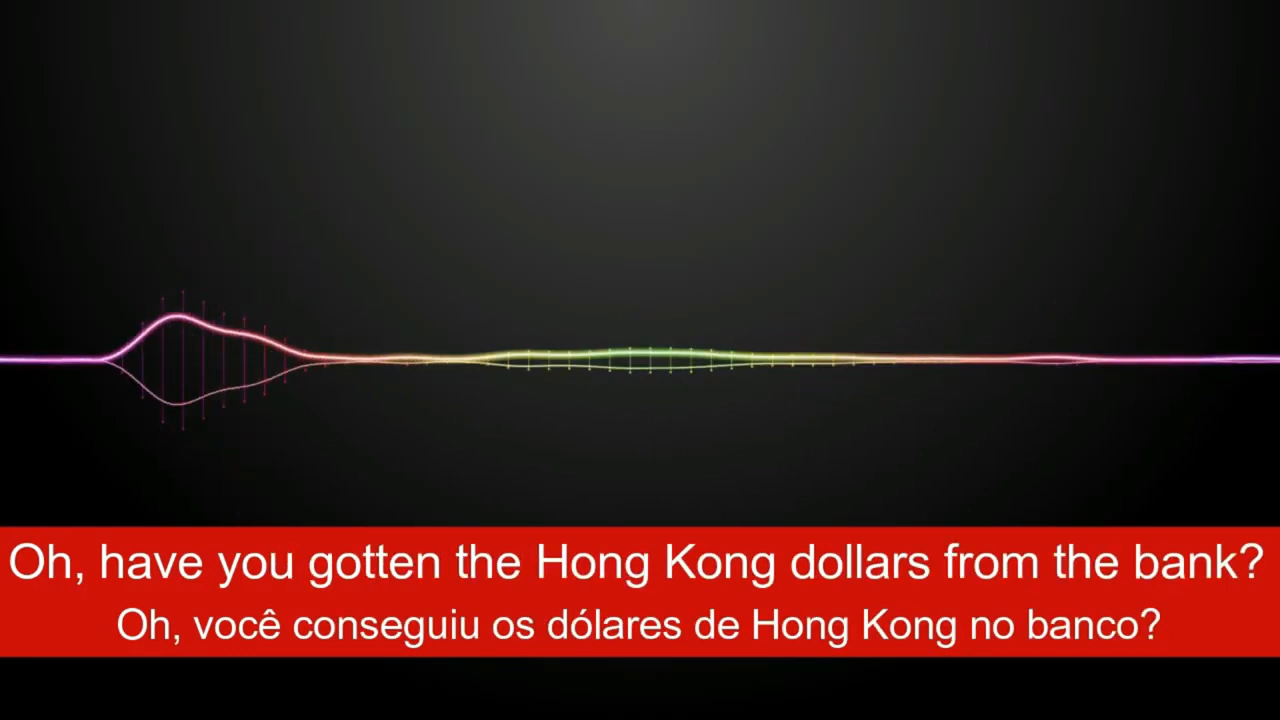 Oh, have you gotten the Hong Kong dollars from the bank?
Oh, você conseguiu os dólares de Hong Kong no banco?